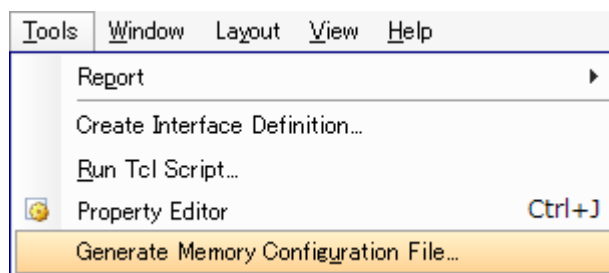 Tools Window Layout View Help
Report
Create Interface Definition...
Run Tcl Script...
Property Editor Ctrl+J
Generate Memory Configuration File...